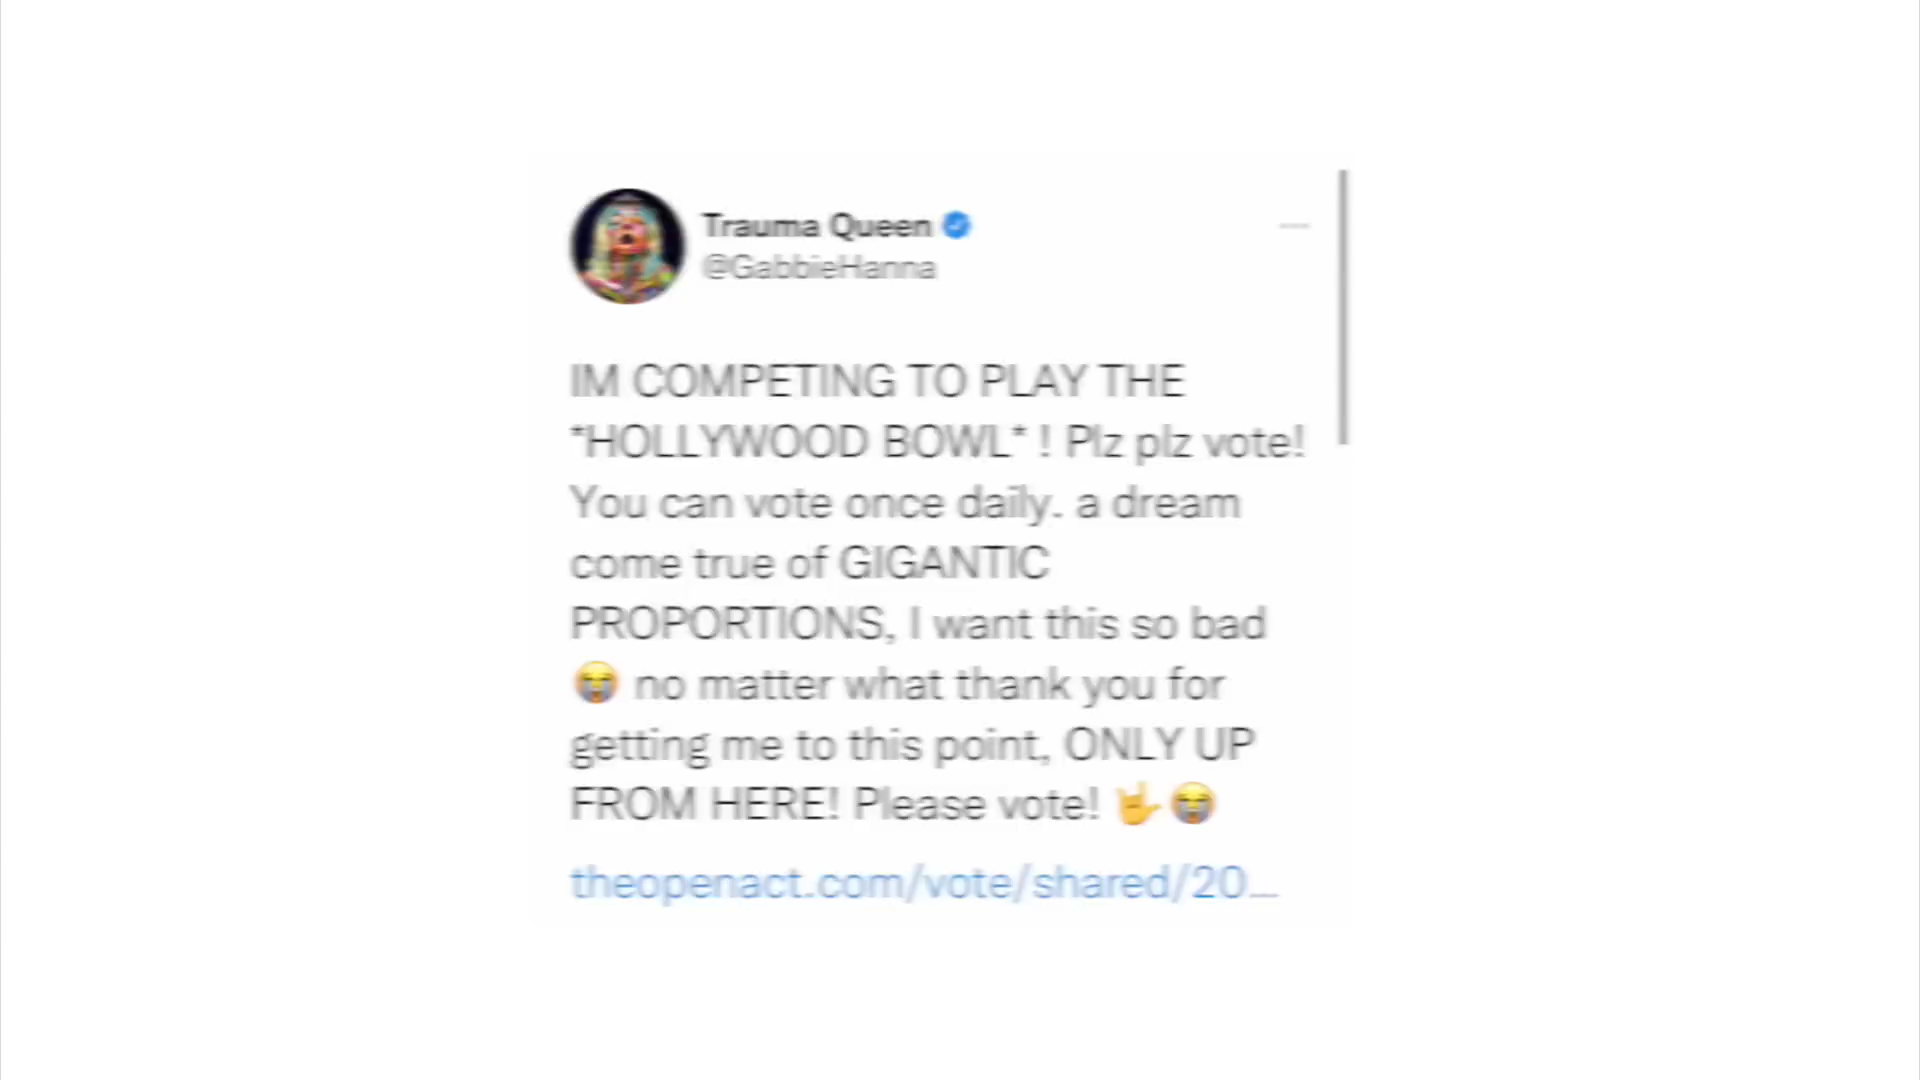 Trauma Queen
@GabbieHanna
IM COMPETING TO PLAY THE
*HOLLYWOOD BOWL* ! Plz plz vote!
You can vote once daily. a dream
come true of GIGANTIC
PROPORTIONS, I want this so bad
😭 no matter what thank you for
getting me to this point, ONLY UP
FROM HERE! Please vote! 🤟😭
theopenact.com/vote/shared/20…